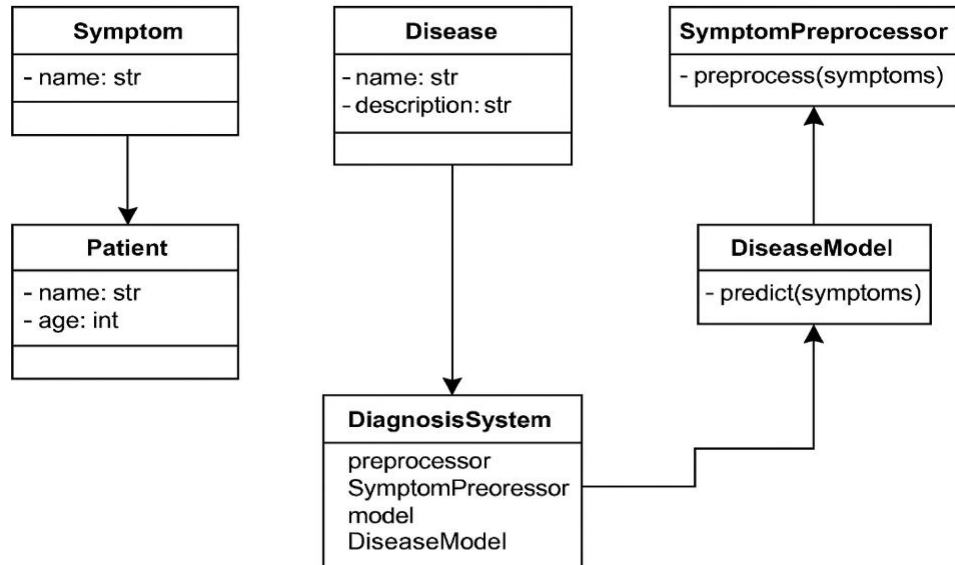 Symptom
- name: str
Disease
- name: str
- description: str
SymptomPreprocessor
- preprocess(symptoms)
Patient
- name: str
- age: int
DiseaseModel
- predict(symptoms)
DiagnosisSystem
preprocessor
SymptomPreoressor
model
DiseaseModel